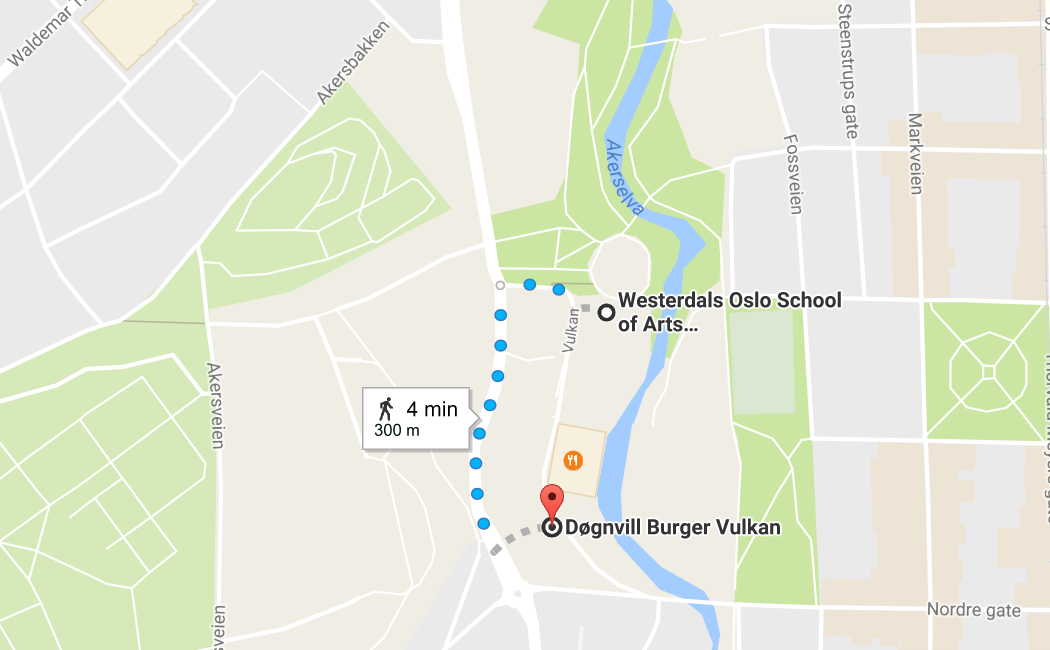 Waldemar T
Akersbakken
Steenstrups gate
Markveien
Fossveien
Akerselva
Westerdals Oslo School
of Arts...
Vulkan
Akersveien
4 min
300 m
Døgnvill Burger Vulkan
Nordre gate
sveien